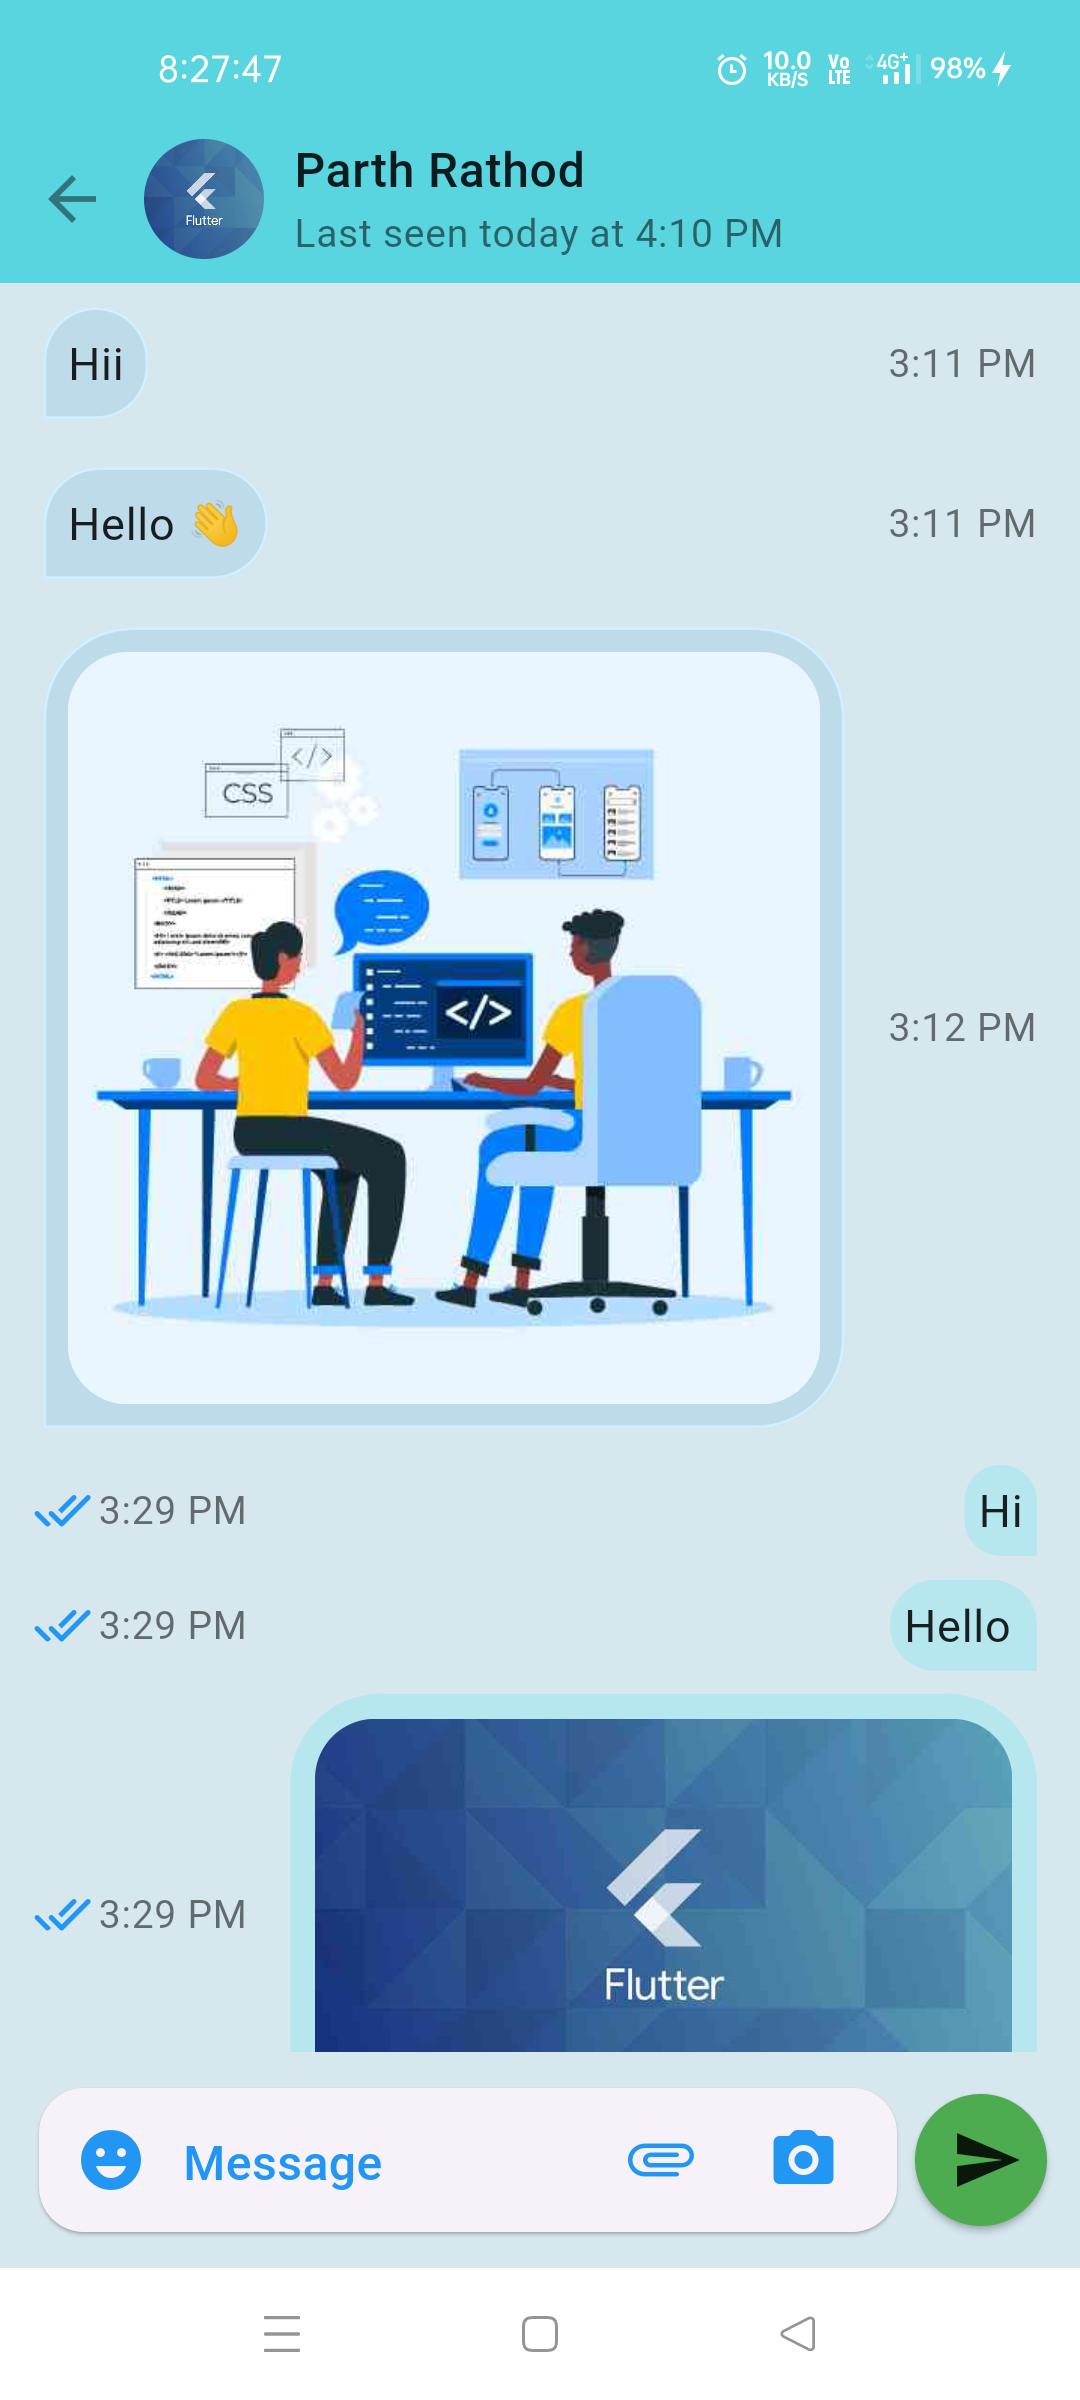 8:27:47
10.0 KB/S Vo LTE 4G+ 98%
Flutter
Parth Rathod
Last seen today at 4:10 PM
Hii
3:11 PM
Hello 👋
3:11 PM
</>
CSS
</>
3:12 PM
3:29 PM
Hi
3:29 PM
Hello
3:29 PM
Flutter
Message